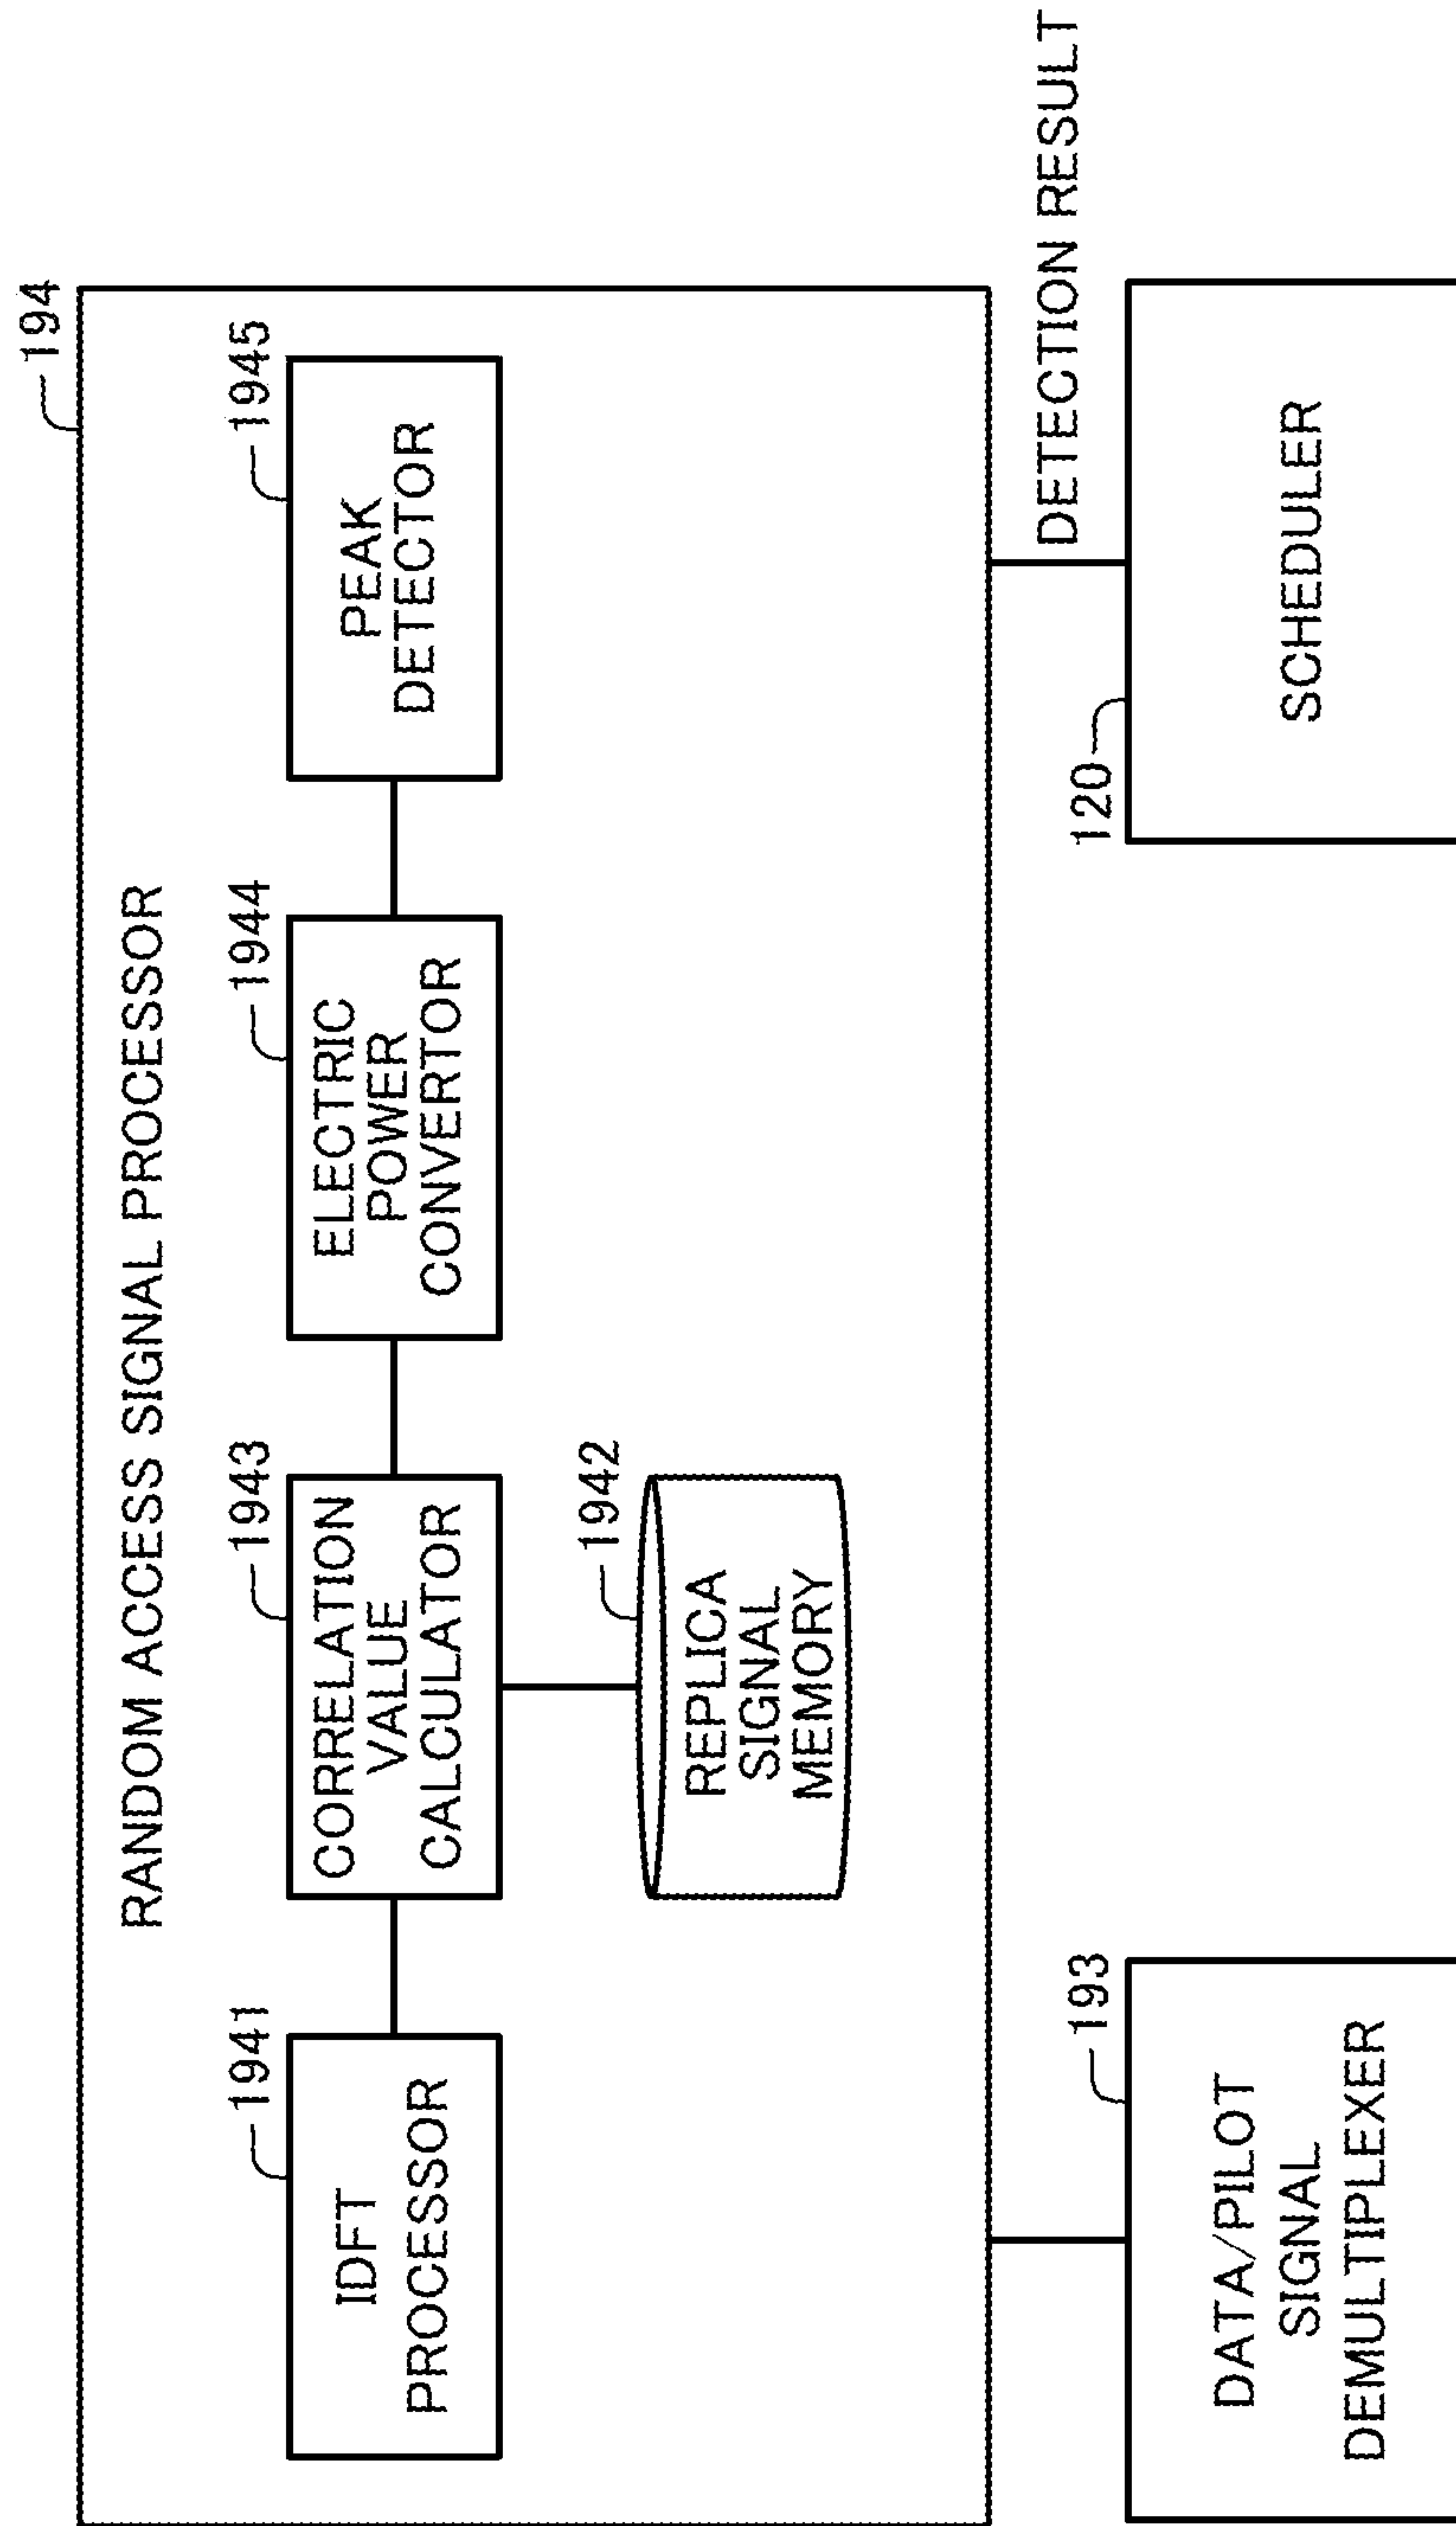 194
RANDOM ACCESS SIGNAL PROCESSOR
1941
IDFT
PROCESSOR
1943
CORRELATION
VALUE
CALCULATOR
1944
ELECTRIC
POWER
CONVERTOR
1945
PEAK
DETECTOR
1942
REPLICA
SIGNAL
MEMORY
193
DATA/PILOT
SIGNAL
DEMULTIPLEXER
DETECTION RESULT
120
SCHEDULER